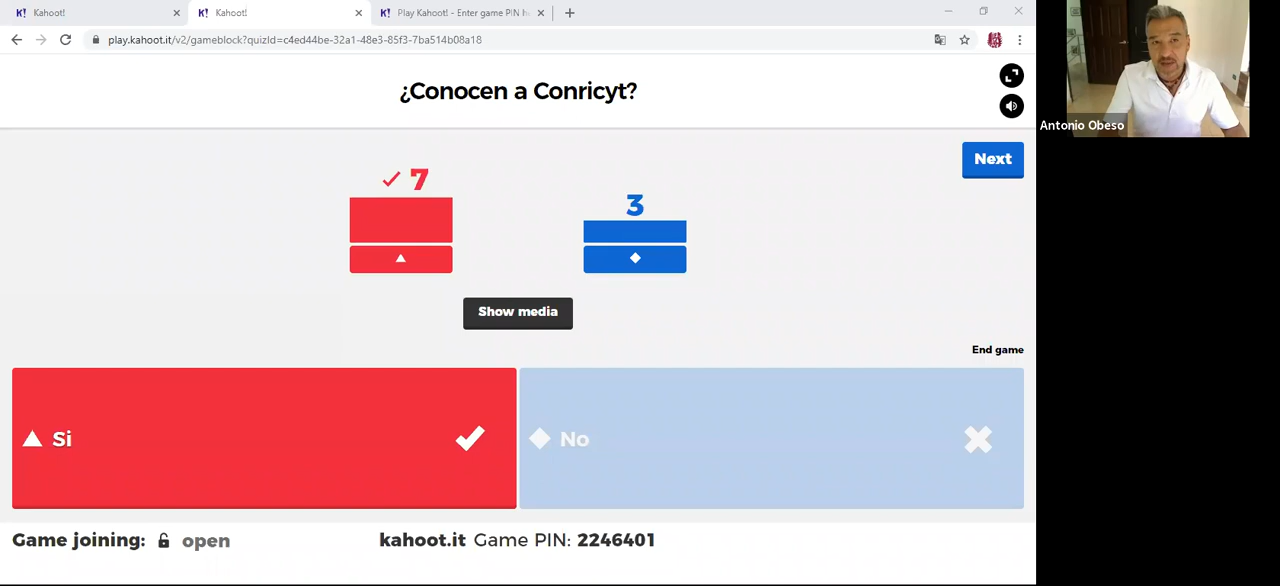 Kahoot!
Kahoot!
Play Kahoot! - Enter game PIN h
play.kahoot.it/v2/gameblock?quizId=c4ed44be-32a1-48e3-85f3-7ba514b08a18
¿Conocen a Conricyt?
Antonio Obeso
Next
7
3
Show media
End game
Si
No
Game joining: open
kahoot.it Game PIN: 2246401